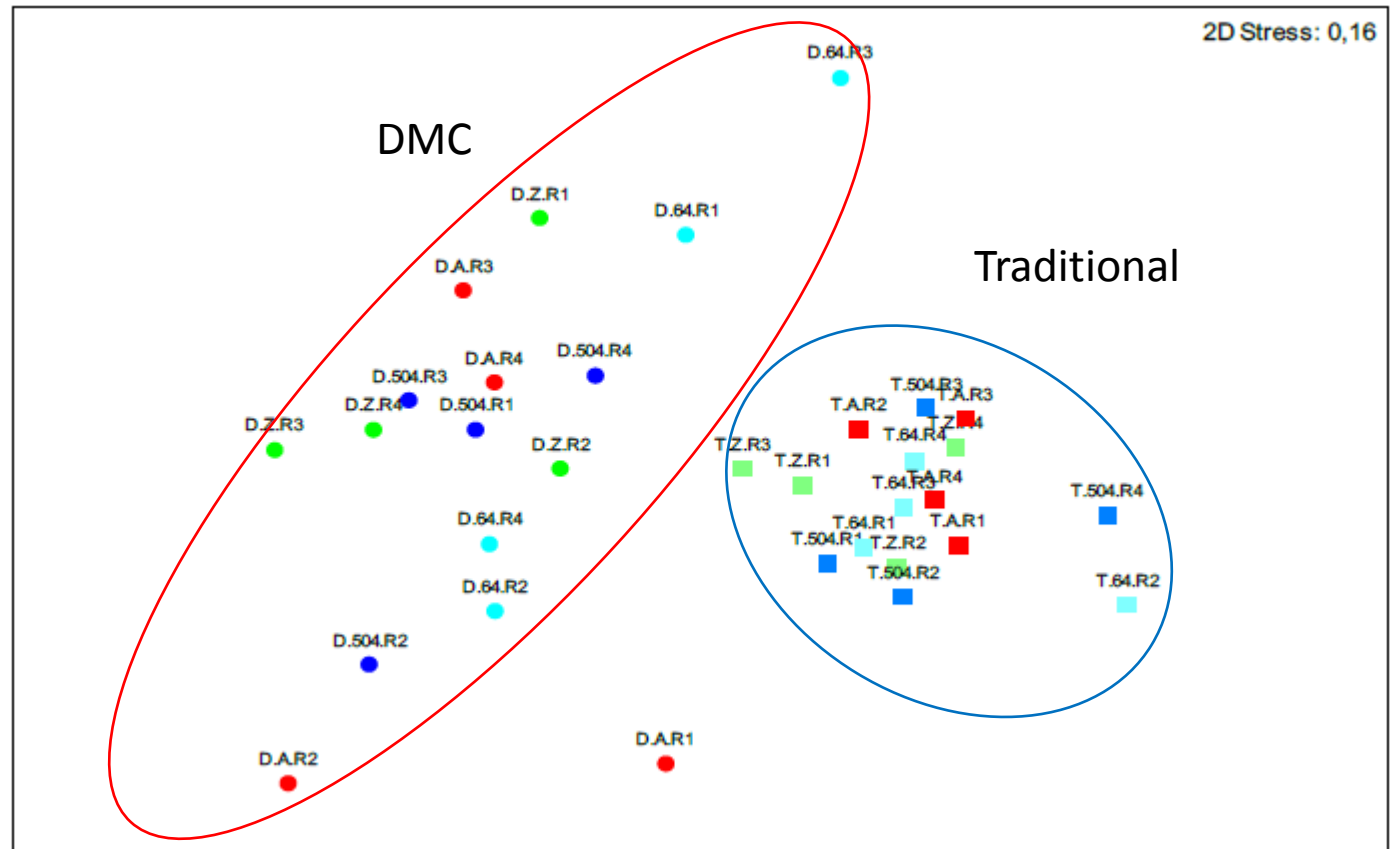 2D Stress: 0,16
D.64.R3
DMC
D.Z.R1
D.64.R1
D.A.R3
Traditional
D.A.R4
D.504.R4
D.504.R3
D.Z.R4
D.504.R1
D.Z.R3
D.Z.R2
T.504.R3
T.A.R3
T.A.R2
T.Z.R4
T.64.R4
T.Z.R3
T.Z.R1
T.A.R4
T.64.R3
T.504.R4
D.64.R4
T.64.R1
T.A.R1
T.504.R1
T.Z.R2
T.504.R2
T.64.R2
D.64.R2
D.504.R2
D.A.R1
D.A.R2